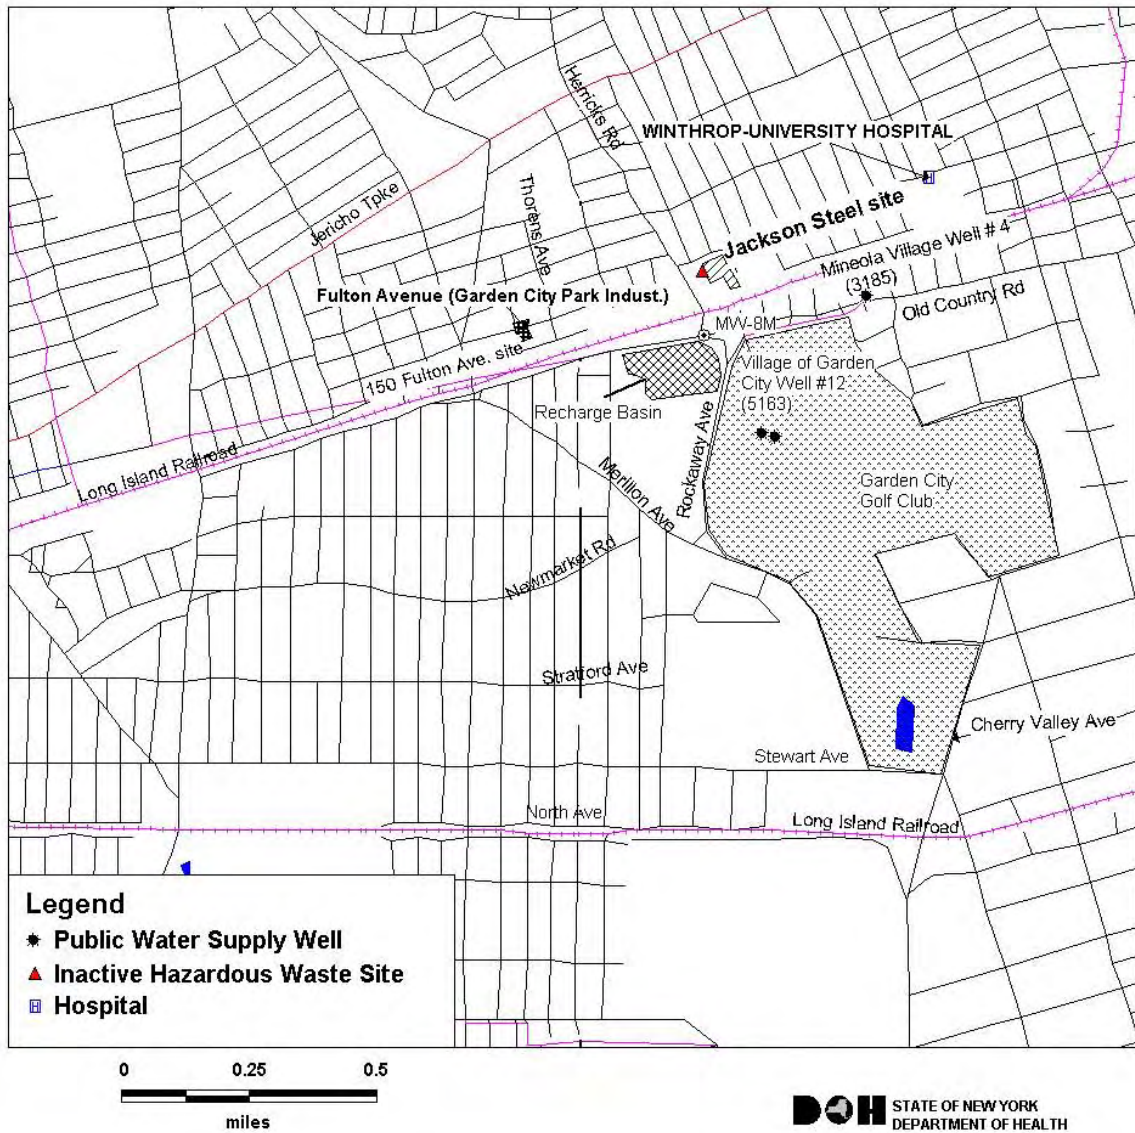 Herricks Rd
WINTHROP-UNIVERSITY HOSPITAL
H
Jericho Tpke
Thorens Ave
Jackson Steel site
Mineola Village Well # 4
(3185)
Old Country Rd
Fulton Avenue (Garden City Park Indust.)
MW-8M
150 Fulton Ave. site
Village of Garden
City Well #12
(5163)
Recharge Basin
Rockaway Ave
Long Island Railroad
Merillon Ave
Garden City
Golf Club
Newmarket Rd
Stratford Ave
Cherry Valley Ave
Stewart Ave
North Ave
Long Island Railroad
Legend
Public Water Supply Well
Inactive Hazardous Waste Site
H Hospital
0 0.25 0.5
miles
DOH STATE OF NEW YORK
DEPARTMENT OF HEALTH